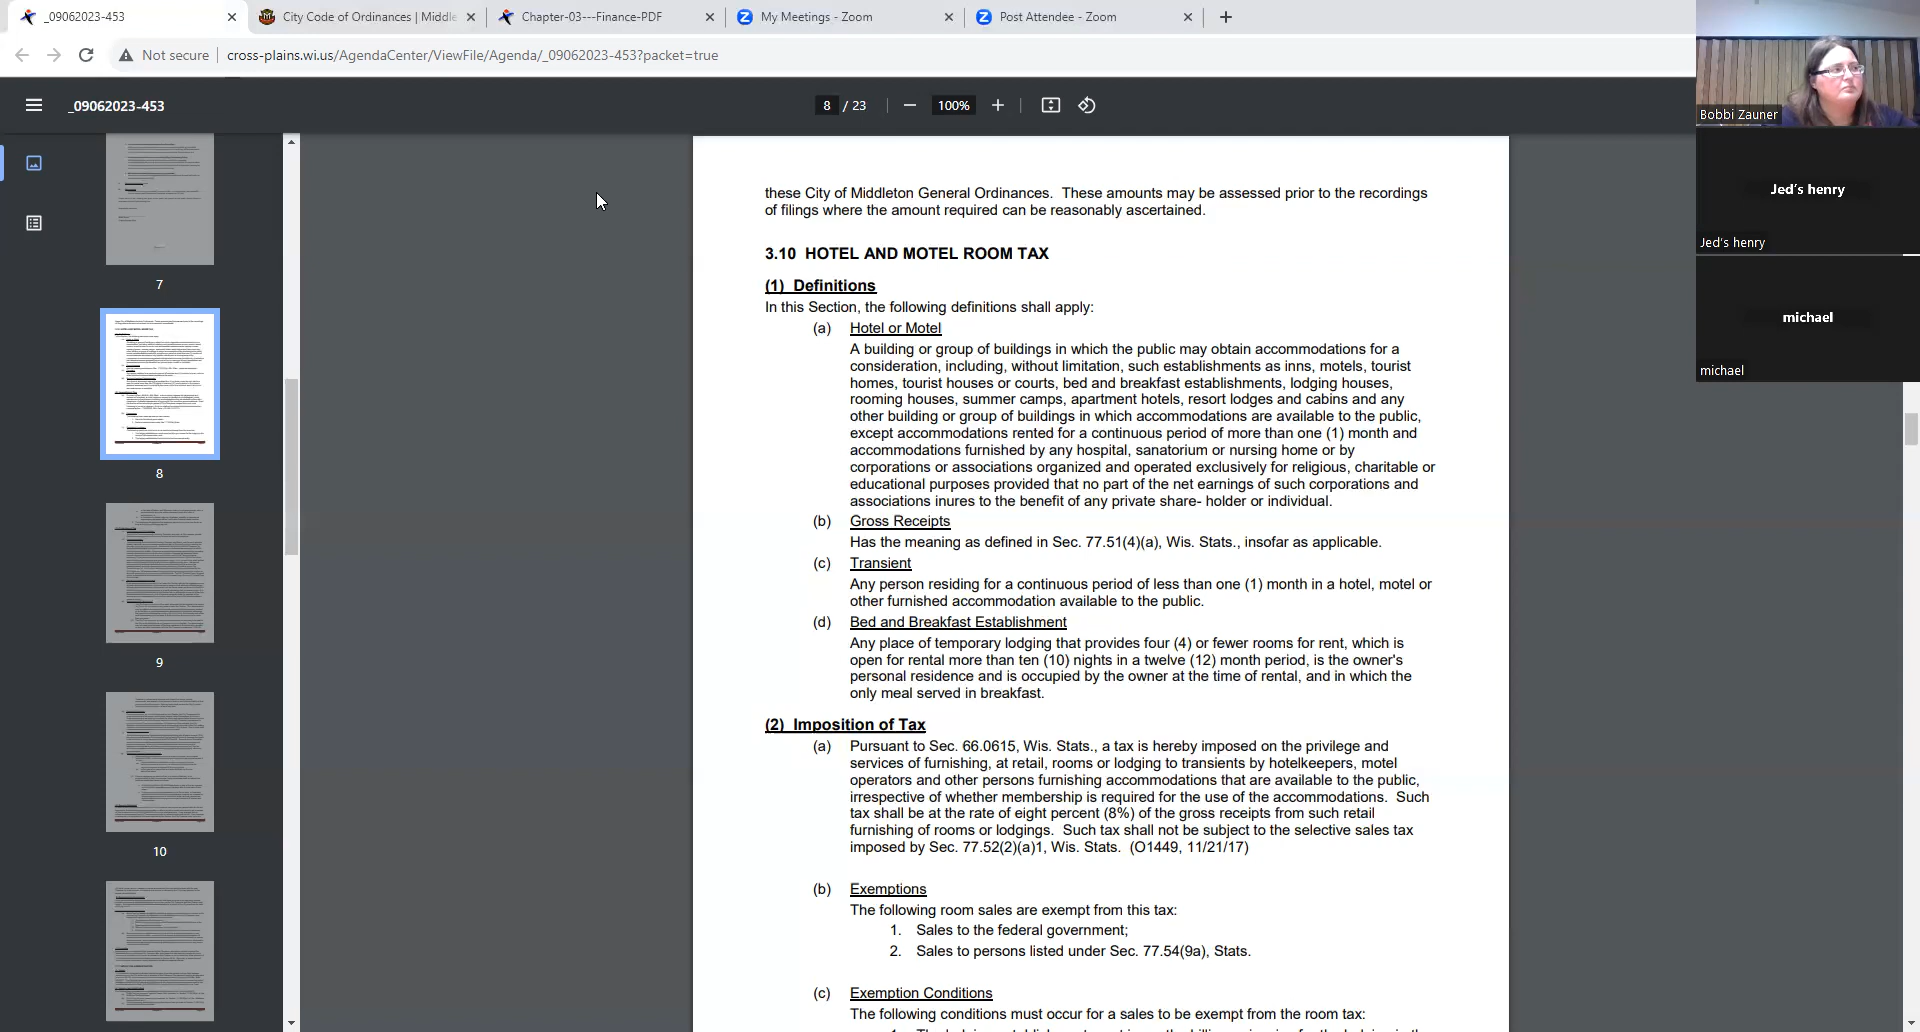 _09062023-453
City Code of Ordinances | Middle
Chapter-03---Finance-PDF
My Meetings - Zoom
Post Attendee - Zoom
Not secure
cross-plains.wi.us/AgendaCenter/ViewFile/Agenda/_09062023-453?packet=true
_09062023-453
8 / 23
100%
7
8
9
10
these City of Middleton General Ordinances. These amounts may be assessed prior to the recordings
of filings where the amount required can be reasonably ascertained.
3.10 HOTEL AND MOTEL ROOM TAX
(1) Definitions
In this Section, the following definitions shall apply:
(a) Hotel or Motel
A building or group of buildings in which the public may obtain accommodations for a
consideration, including, without limitation, such establishments as inns, motels, tourist
homes, tourist houses or courts, bed and breakfast establishments, lodging houses,
rooming houses, summer camps, apartment hotels, resort lodges and cabins and any
other building or group of buildings in which accommodations are available to the public,
except accommodations rented for a continuous period of more than one (1) month and
accommodations furnished by any hospital, sanatorium or nursing home or by
corporations or associations organized and operated exclusively for religious, charitable or
educational purposes provided that no part of the net earnings of such corporations and
associations inures to the benefit of any private share- holder or individual.
(b) Gross Receipts
Has the meaning as defined in Sec. 77.51(4)(a), Wis. Stats., insofar as applicable.
(c) Transient
Any person residing for a continuous period of less than one (1) month in a hotel, motel or
other furnished accommodation available to the public.
(d) Bed and Breakfast Establishment
Any place of temporary lodging that provides four (4) or fewer rooms for rent, which is
open for rental more than ten (10) nights in a twelve (12) month period, is the owner's
personal residence and is occupied by the owner at the time of rental, and in which the
only meal served in breakfast.
(2) Imposition of Tax
(a) Pursuant to Sec. 66.0615, Wis. Stats., a tax is hereby imposed on the privilege and
services of furnishing, at retail, rooms or lodging to transients by hotelkeepers, motel
operators and other persons furnishing accommodations that are available to the public,
irrespective of whether membership is required for the use of the accommodations. Such
tax shall be at the rate of eight percent (8%) of the gross receipts from such retail
furnishing of rooms or lodgings. Such tax shall not be subject to the selective sales tax
imposed by Sec. 77.52(2)(a)1, Wis. Stats. (O1449, 11/21/17)
(b) Exemptions
The following room sales are exempt from this tax:
1. Sales to the federal government;
2. Sales to persons listed under Sec. 77.54(9a), Stats.
(c) Exemption Conditions
The following conditions must occur for a sales to be exempt from the room tax:
Bobbi Zauner
Jed's henry
Jed's henry
michael
michael